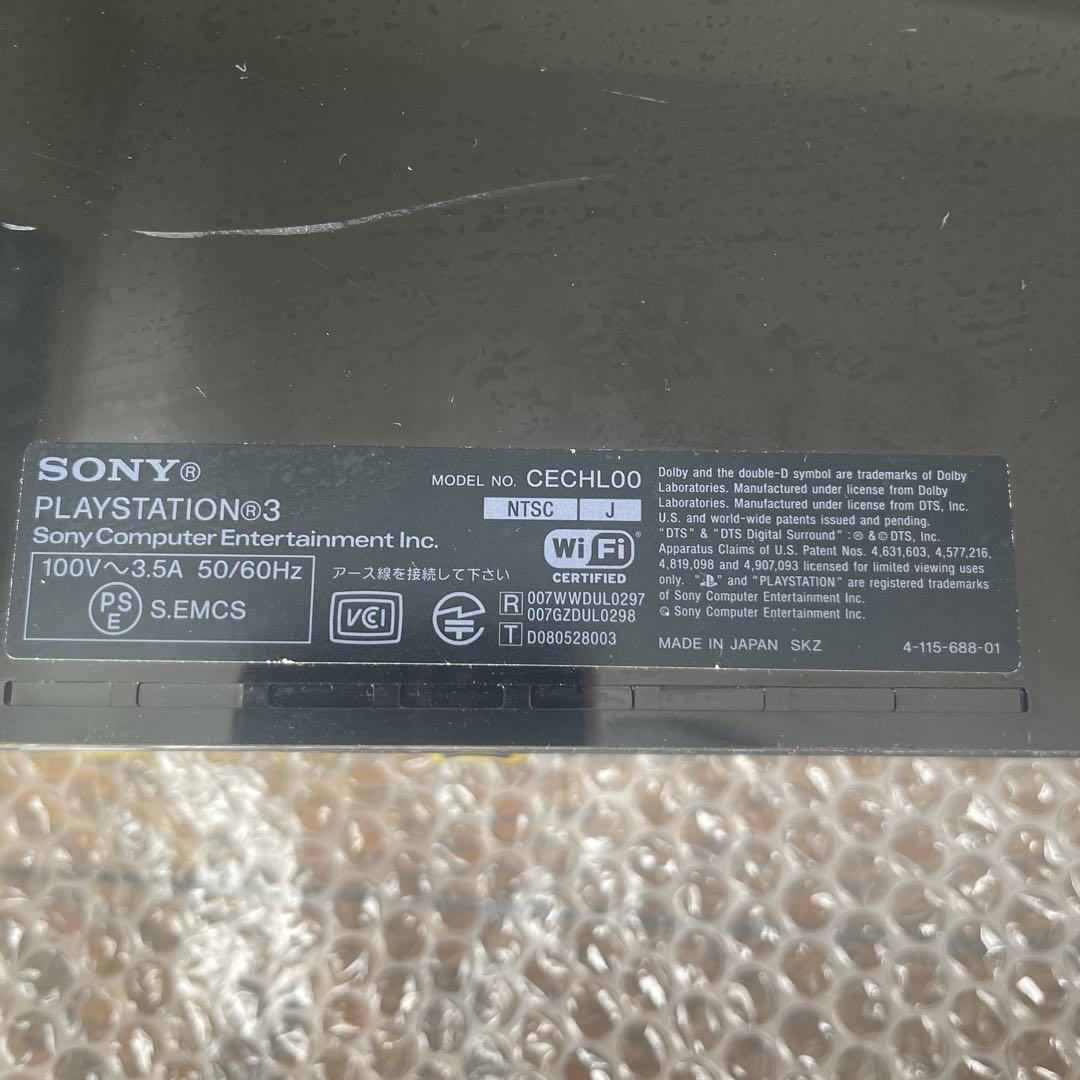 SONY®
PLAYSTATION®3
Sony Computer Entertainment Inc.
100V～3.5A 50/60Hz
PS
E
S.EMCS
MODEL NO. CECHL00
NTSC J
Wi Fi®
CERTIFIED
アース線を接続して下さい
VCI
R 007WWDUL0297
007GZDUL0298
T D080528003
Dolby and the double-D symbol are trademarks of Dolby
Laboratories. Manufactured under license from Dolby
Laboratories. Manufactured under license from DTS, Inc.
U.S. and world-wide patents issued and pending.
"DTS" & "DTS Digital Surround" : ® & © DTS, Inc.
Apparatus Claims of U.S. Patent Nos. 4,631,603, 4,577,216,
4,819,098 and 4,907,093 licensed for limited viewing uses
only. " " and "PLAYSTATION" are registered trademarks
of Sony Computer Entertainment Inc.
© Sony Computer Entertainment Inc.
MADE IN JAPAN SKZ 4-115-688-01